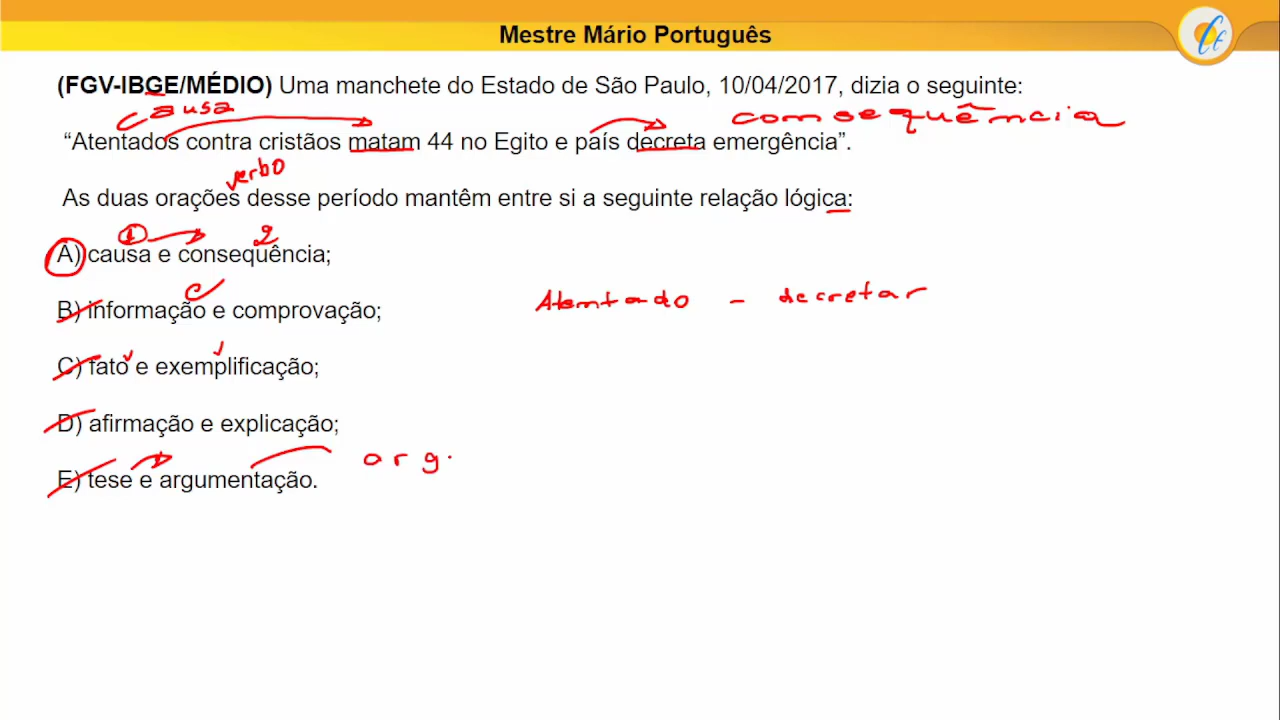 Mestre Mário Português
(FGV-IBGE/MÉDIO) Uma manchete do Estado de São Paulo, 10/04/2017, dizia o seguinte:
causa
consequência
“Atentados contra cristãos matam 44 no Egito e país decreta emergência”.
verbo
As duas orações desse período mantêm entre si a seguinte relação lógica:
1 2
A) causa e consequência;
Atentado - decretar
B) informação e comprovação;
C) fato e exemplificação;
D) afirmação e explicação;
arg.
E) tese e argumentação.